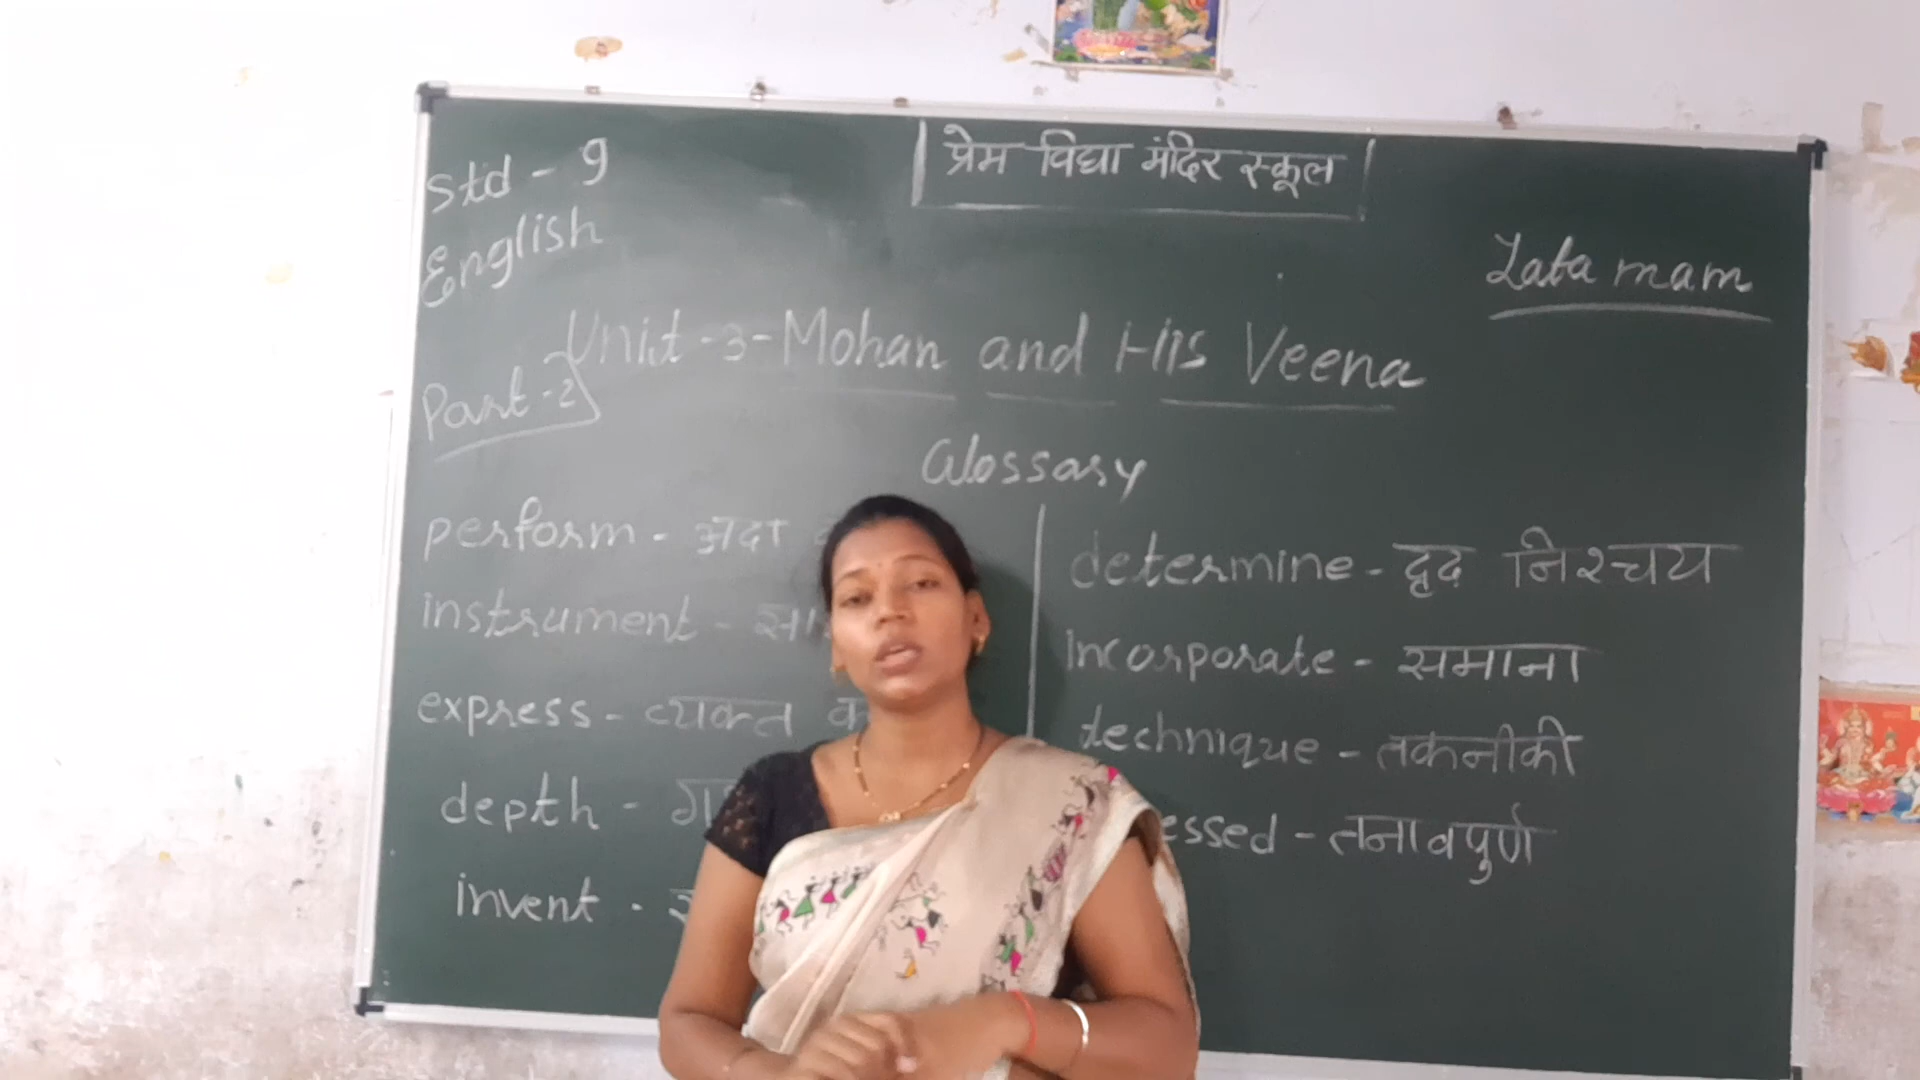 Std - 9
प्रेम विद्या मंदिर स्कूल
English
Lata mam
Unit - 3 - Mohan and His Veena
Part - 2
Glossary
perform - अदा
instrument -
express - व्यक्त
depth -
invent -
determine - द्दढ निश्चय
incorporate - समाना
technique - तकनीकी
essed - तनावपुर्ण